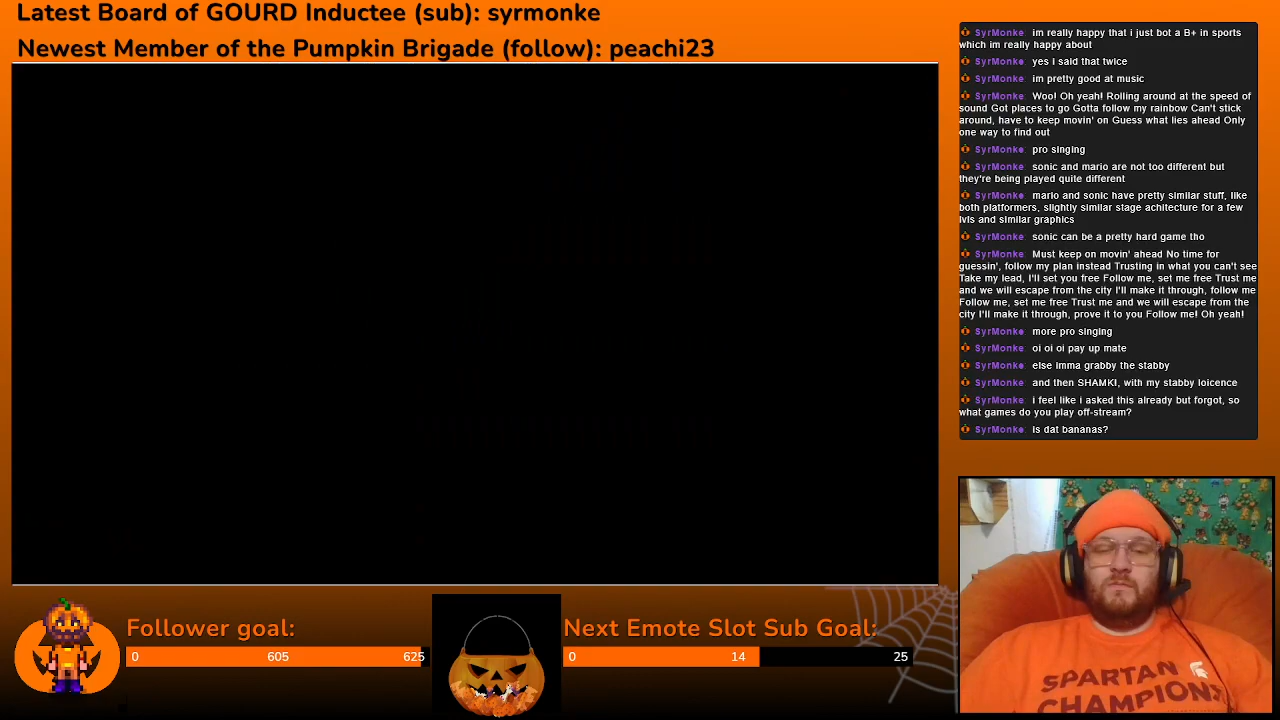 Latest Board of GOURD Inductee (sub): syrmonke
Newest Member of the Pumpkin Brigade (follow): peachi23
SyrMonke im really happy that i just bot a B+ in sports
which im really happy about
SyrMonke yes I said that twice
SyrMonke im pretty good at music
SyrMonke Woo! Oh yeah! Rolling around at the speed of
sound Got places to go Gotta follow my rainbow Can't stick
around, have to keep movin' on Guess what lies ahead Only
one way to find out
SyrMonke pro singing
SyrMonke sonic and mario are not too different but
they're being played quite different
SyrMonke mario and sonic have pretty similar stuff, like
both platformers, slightly similar stage achitecture for a few
lvls and similar graphics
SyrMonke sonic can be a pretty hard game tho
SyrMonke Must keep on movin' ahead No time for
guessin', follow my plan instead Trusting in what you can't see
Take my lead, I'll set you free Follow me, set me free Trust me
and we will escape from the city I'll make it through, follow me
Follow me, set me free Trust me and we will escape from the
city I'll make it through, prove it to you Follow me! Oh yeah!
SyrMonke more pro singing
SyrMonke oi oi oi pay up mate
SyrMonke else Imma grabby the stabby
SyrMonke and then SHAMKI, with my stabby loicence
SyrMonke i feel like i asked this already but forgot, so
what games do you play off-stream?
SyrMonke Is dat bananas?
Follower goal:
0 605 625
Next Emote Slot Sub Goal:
0 14 25
SPARTAN
CHAMPIONS